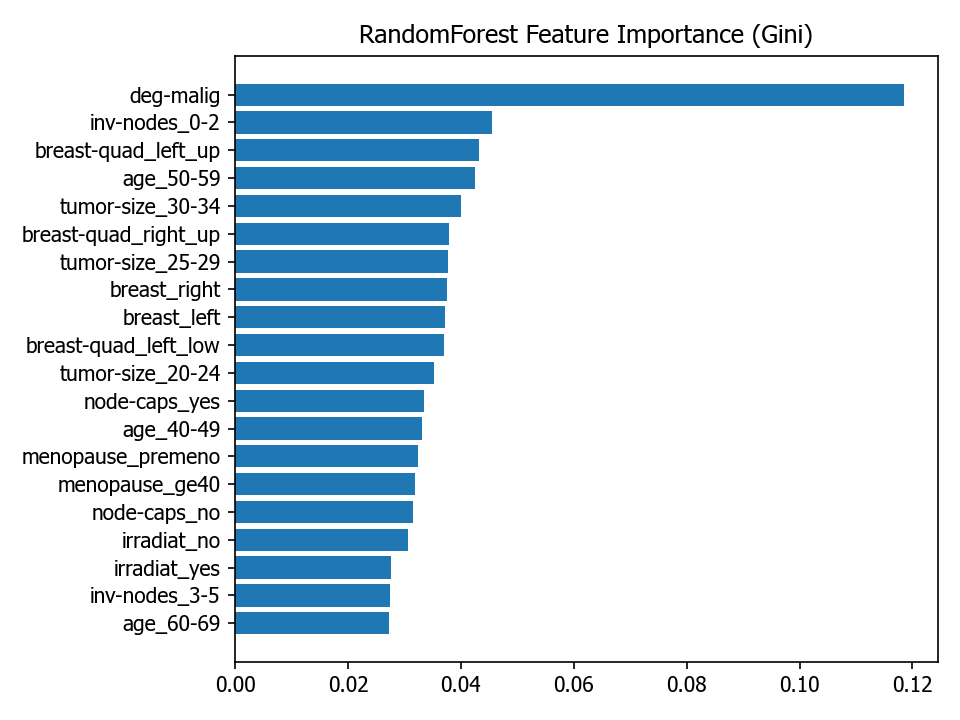 RandomForest Feature Importance (Gini)
deg-malig
inv-nodes_0-2
breast-quad_left_up
age_50-59
tumor-size_30-34
breast-quad_right_up
tumor-size_25-29
breast_right
breast_left
breast-quad_left_low
tumor-size_20-24
node-caps_yes
age_40-49
menopause_premeno
menopause_ge40
node-caps_no
irradiat_no
irradiat_yes
inv-nodes_3-5
age_60-69
0.00 0.02 0.04 0.06 0.08 0.10 0.12